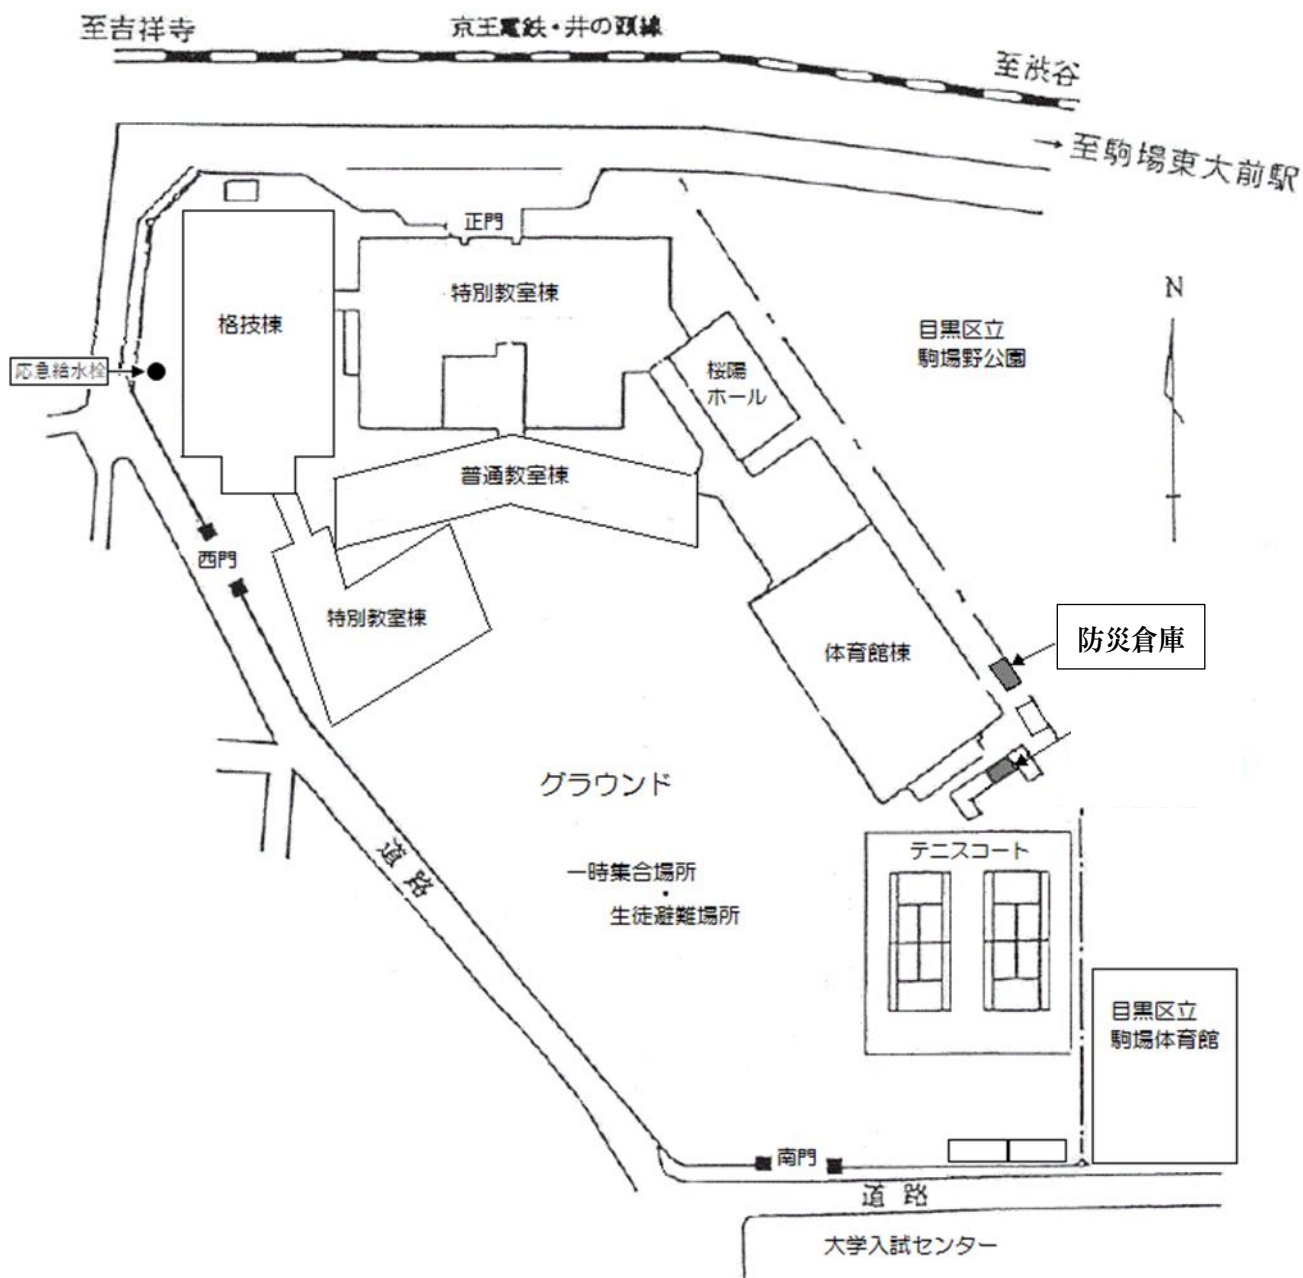 至吉祥寺
京王電鉄・井の頭線
至渋谷
→至駒場東大前駅
正門
特別教室棟
格技棟
N
目黒区立
駒場野公園
応急給水栓
桜陽
ホール
普通教室棟
西門
特別教室棟
体育館棟
防災倉庫
グラウンド
道路
一時集合場所
・
生徒避難場所
テニスコート
目黒区立
駒場体育館
南門
道路
大学入試センター